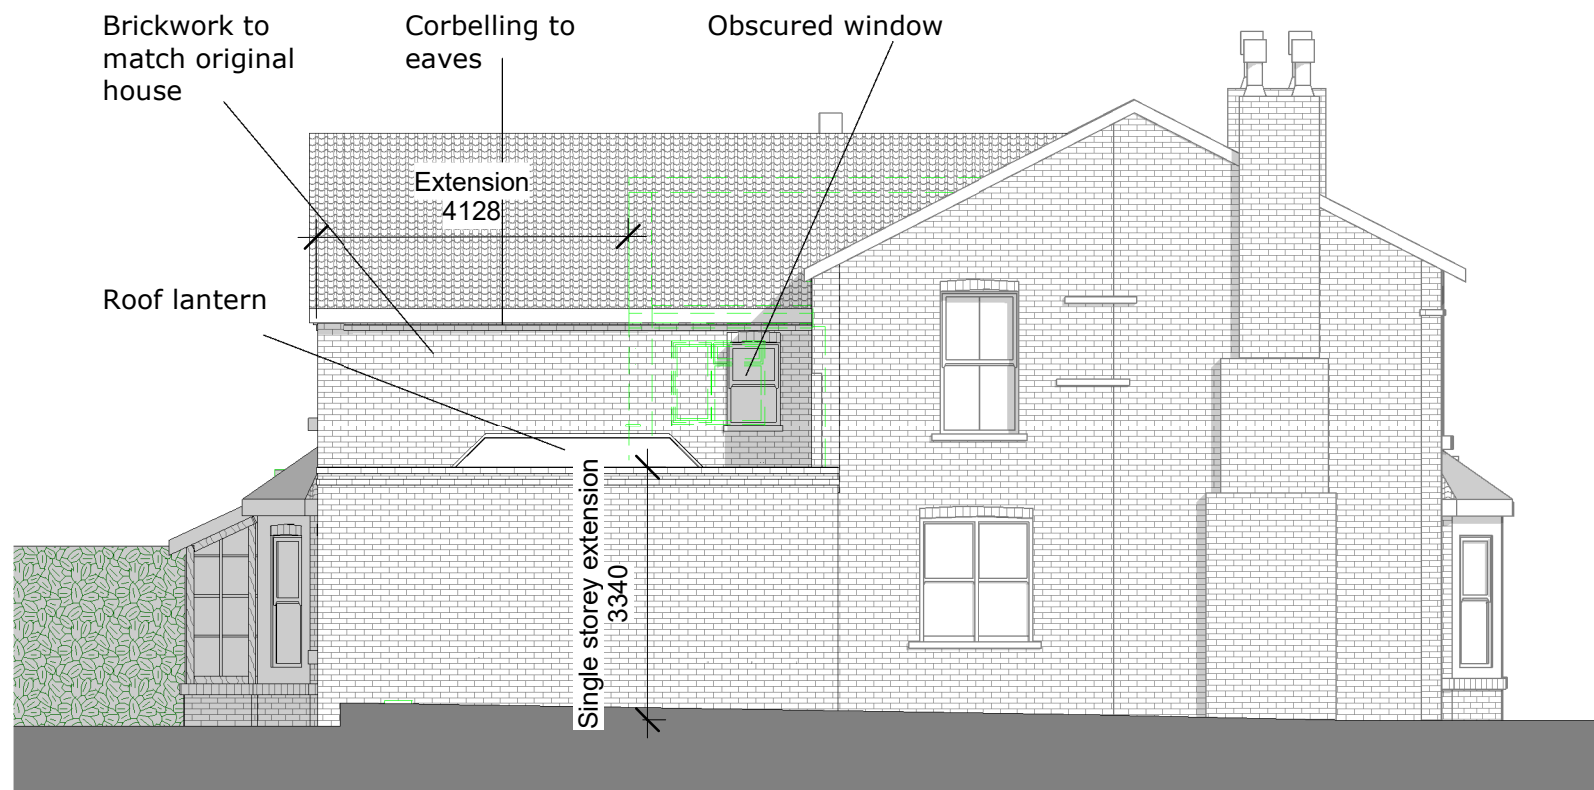 Brickwork to
match original
house
Corbelling to
eaves
Obscured window
Extension
4128
Roof lantern
Single storey extension
3340